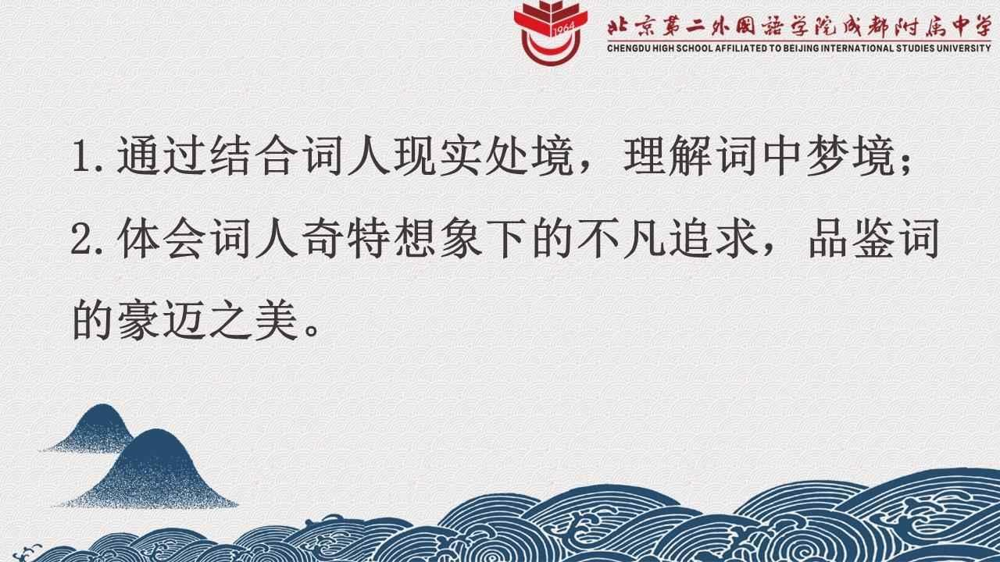 1964
北京第二外国语学院成都附属中学
CHENGDU HIGH SCHOOL AFFILIATED TO BEIJING INTERNATIONAL STUDIES UNIVERSITY
1.通过结合词人现实处境，理解词中梦境；
2.体会词人奇特想象下的不凡追求，品鉴词
的豪迈之美。